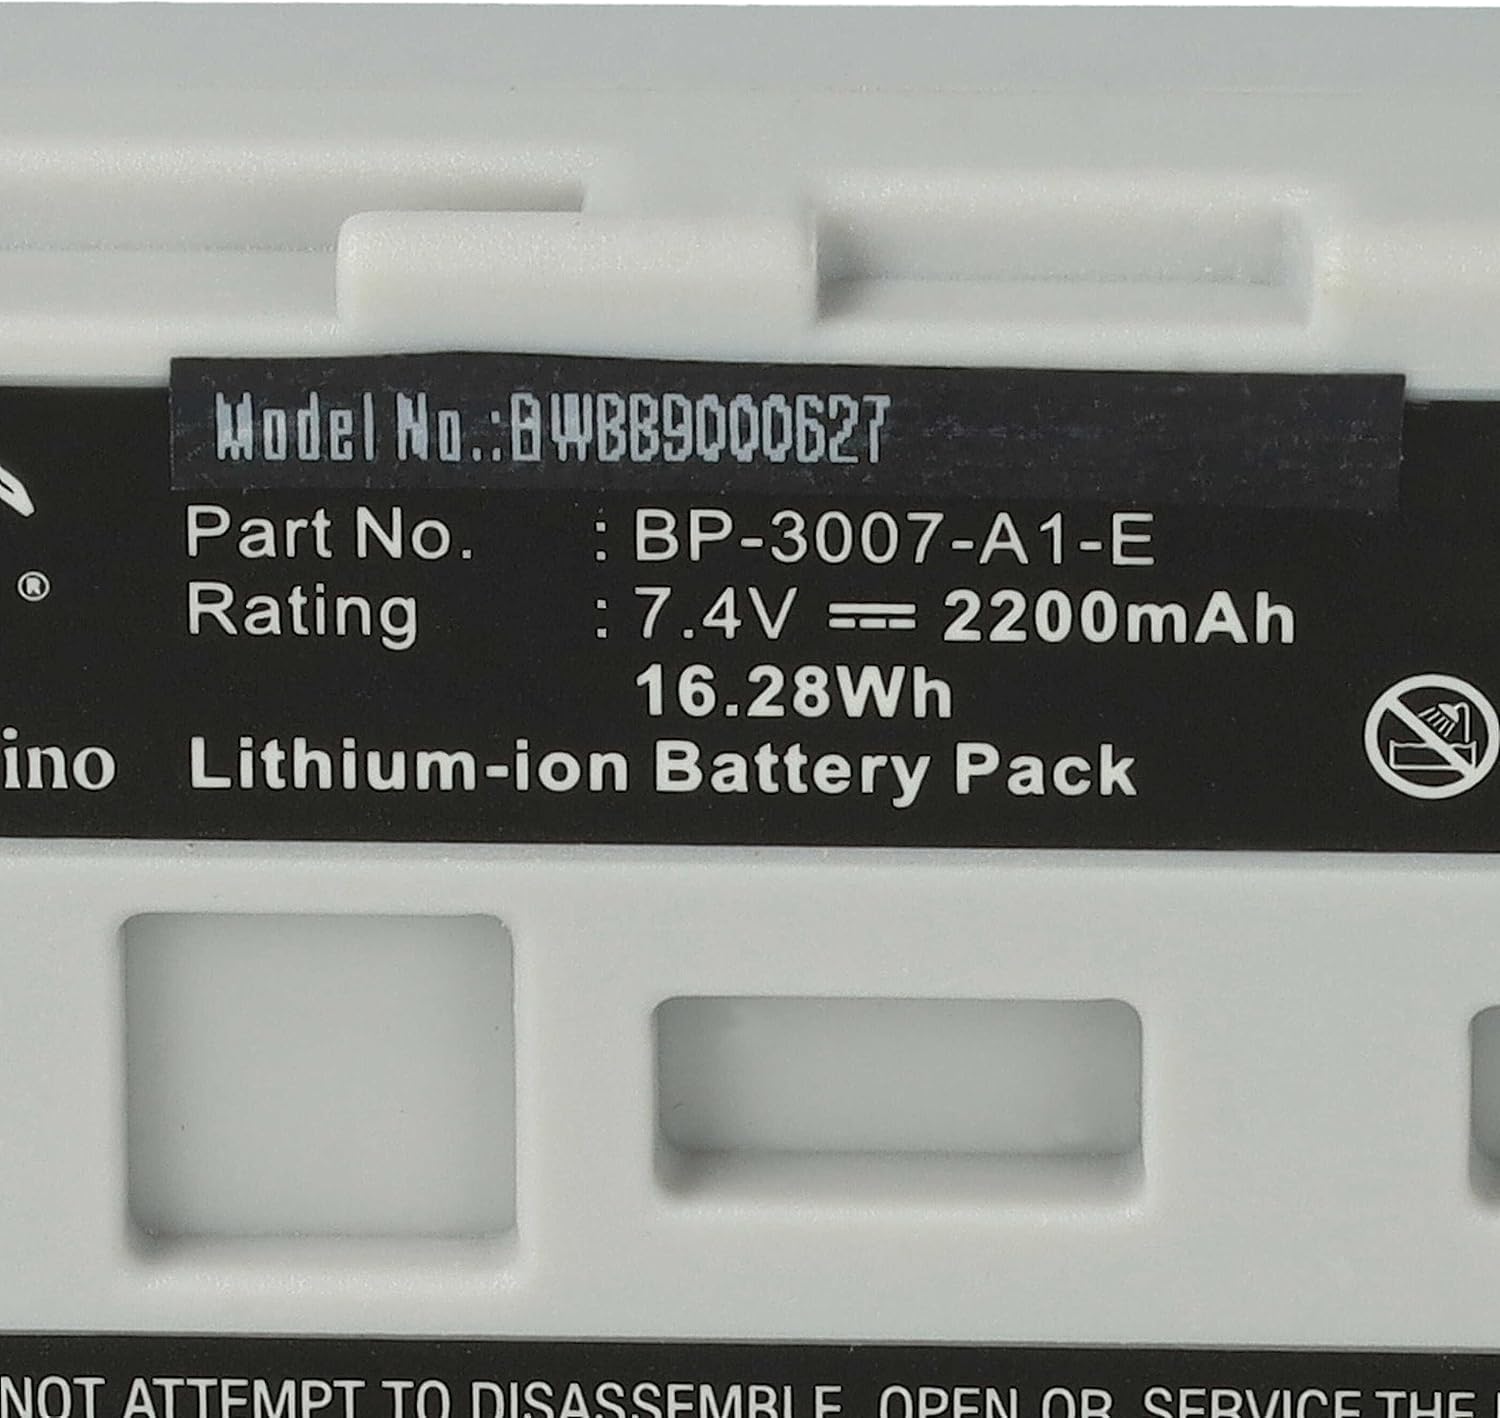 Model No.:BWBB9000627
Part No. : BP-3007-A1-E
®
Rating : 7.4V ⎓ 2200mAh
16.28Wh
ino Lithium-ion Battery Pack
NOT ATTEMPT TO DISASSEMBLE, OPEN OR SERVICE THE